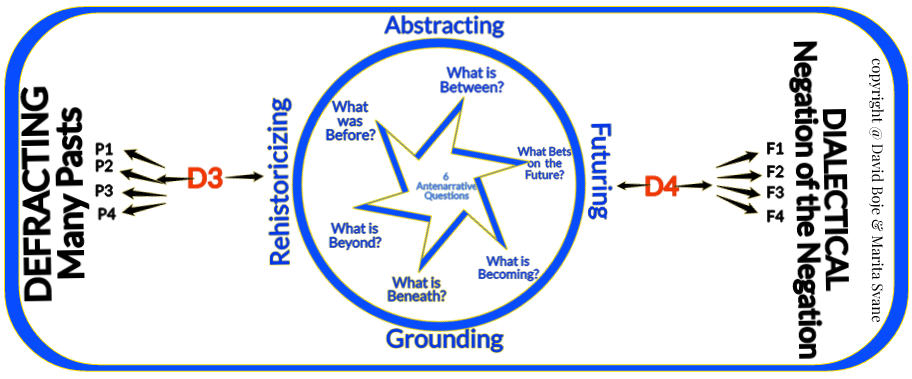 DEFRACTING
Many Pasts
P1
P2
P3
P4
D3
Rehistoricizing
Abstracting
What is
Between?
What
was
Before?
What Bets
on the
Future?
6
Antenarrative
Questions
What is
Beyond?
What is
Becoming?
What is
Beneath?
Grounding
Futuring
D4
F1
F2
F3
F4
DIALECTICAL
Negation of the Negation
copyright @ David Boje & Marita Svane